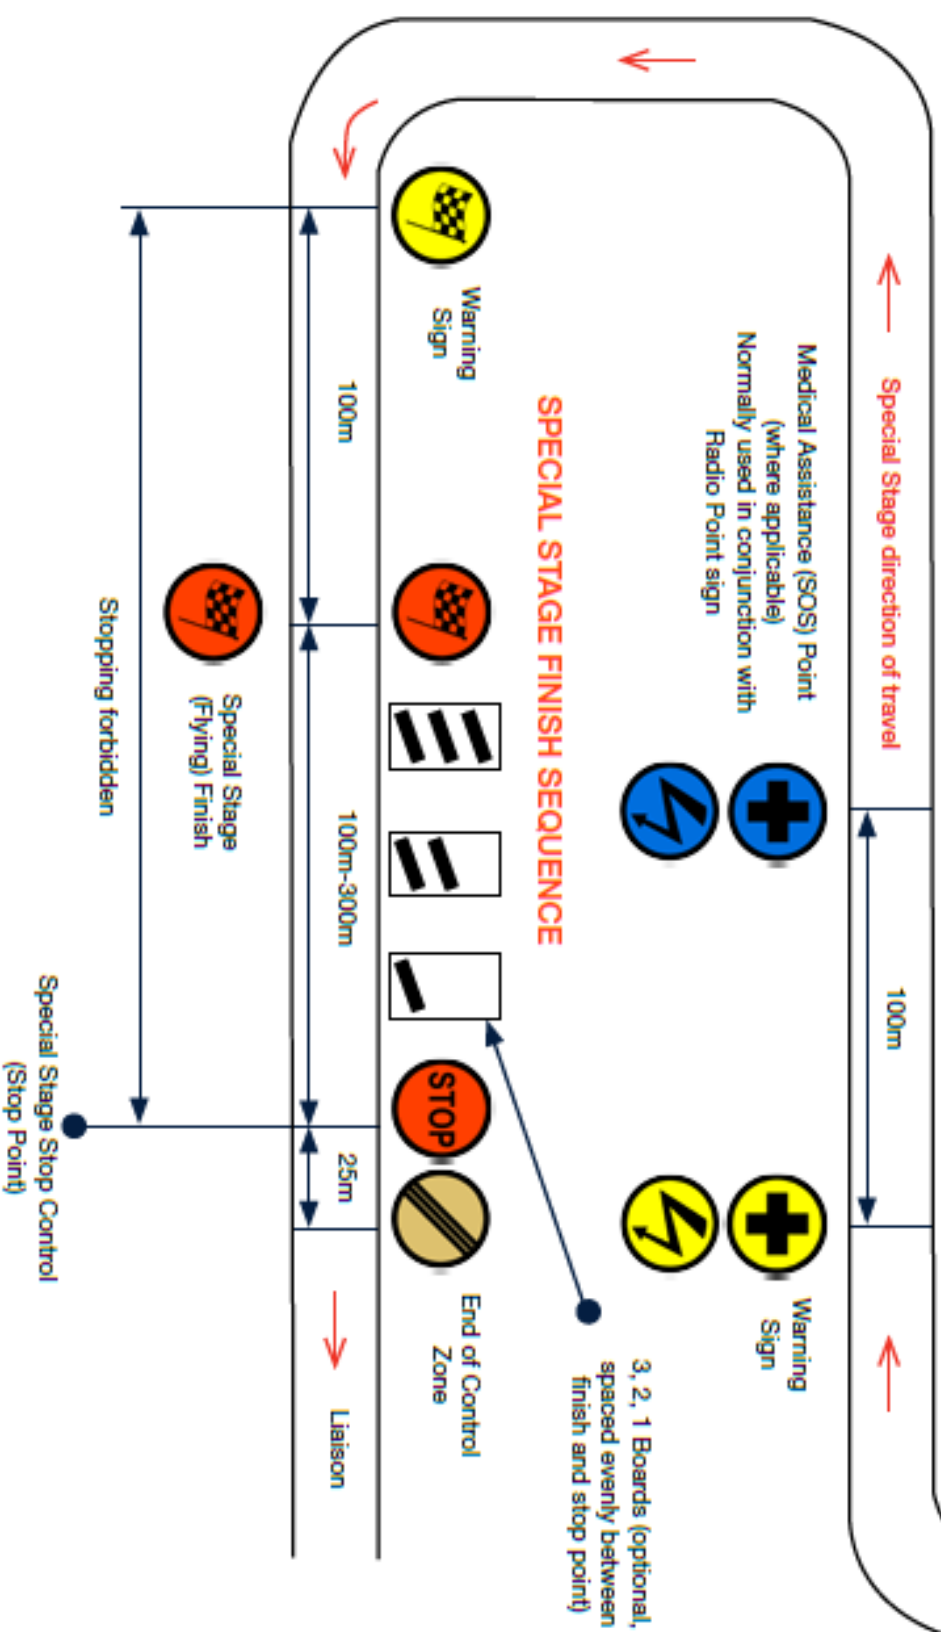 Special Stage direction of travel
100m
Medical Assistance (SOS) Point
(where applicable)
Normally used in conjunction with
Radio Point sign
Warning
Sign
SPECIAL STAGE FINISH SEQUENCE
3, 2, 1 Boards (optional,
spaced evenly between
finish and stop point)
Warning
Sign
STOP
End of Control
Zone
100m
100m-300m
25m
Liaison
Special Stage
(Flying) Finish
Stopping forbidden
Special Stage Stop Control
(Stop Point)